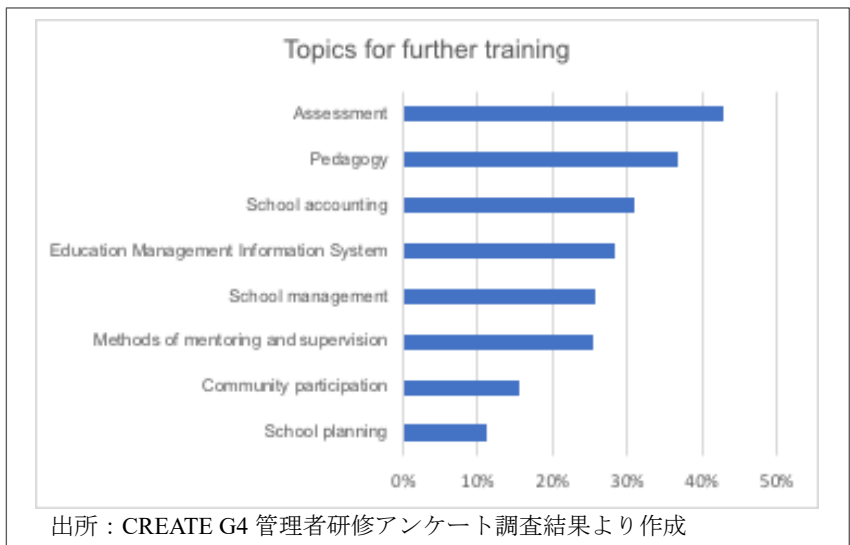 Topics for further training
Assessment
Pedagogy
School accounting
Education Management Information System
School management
Methods of mentoring and supervision
Community participation
School planning
0% 10% 20% 30% 40% 50%
出所：CREATE G4 管理者研修アンケート調査結果より作成